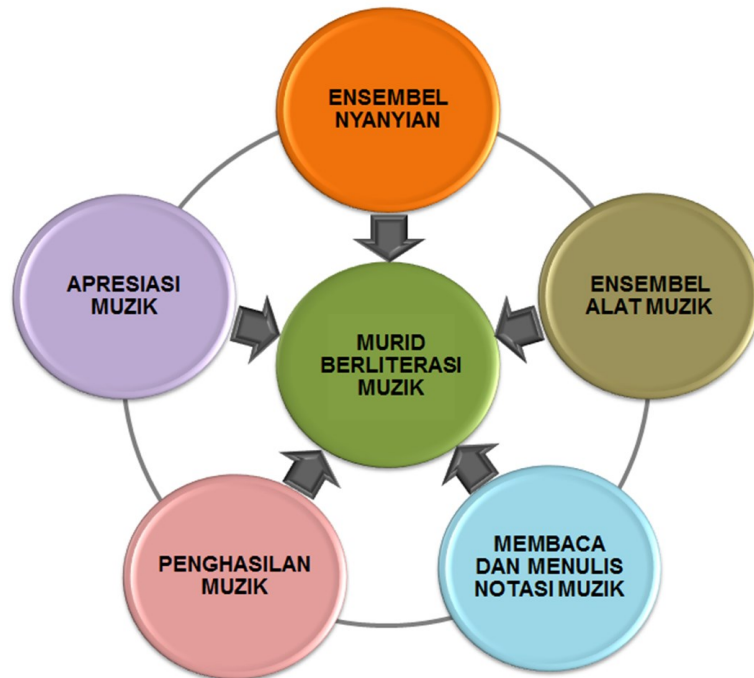 ENSEMBEL
NYANYIAN
APRESIASI
MUZIK
ENSEMBEL
ALAT MUZIK
MURID
BERLITERASI
MUZIK
PENGHASILAN
MUZIK
MEMBACA
DAN MENULIS
NOTASI MUZIK